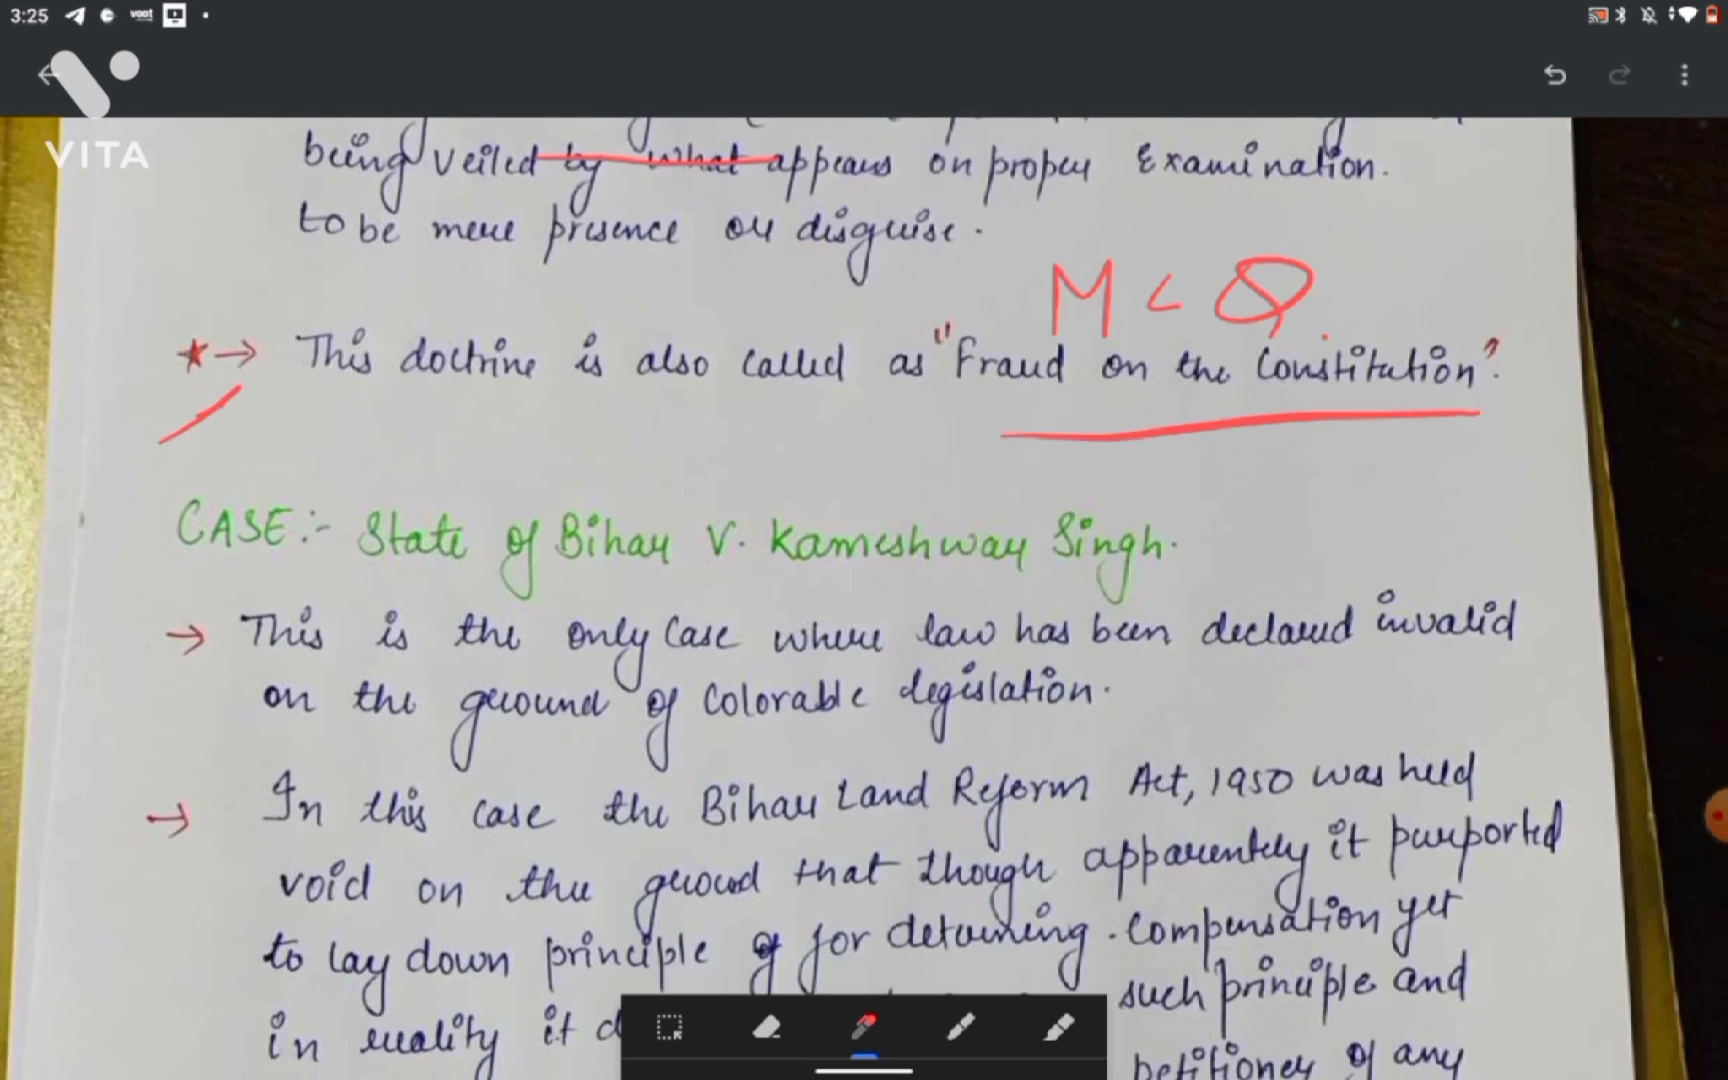 3:25 voot
VITA
being veiled by what appears on proper Examination.
to be mere presence or disguise.
MCQ.
★→ This doctrine is also called as "Fraud on the Constitution".
CASE:- State of Bihar V. Kameshwar Singh.
→ This is the only Case where law has been declared invalid
on the ground of Colorable legislation.
→ In this case the Bihar Land Reform Act, 1950 was held
void on the groud that though apparently it purported
to lay down principle of for detarining. compensation yet
in reality it d such principle and
petitioner of any